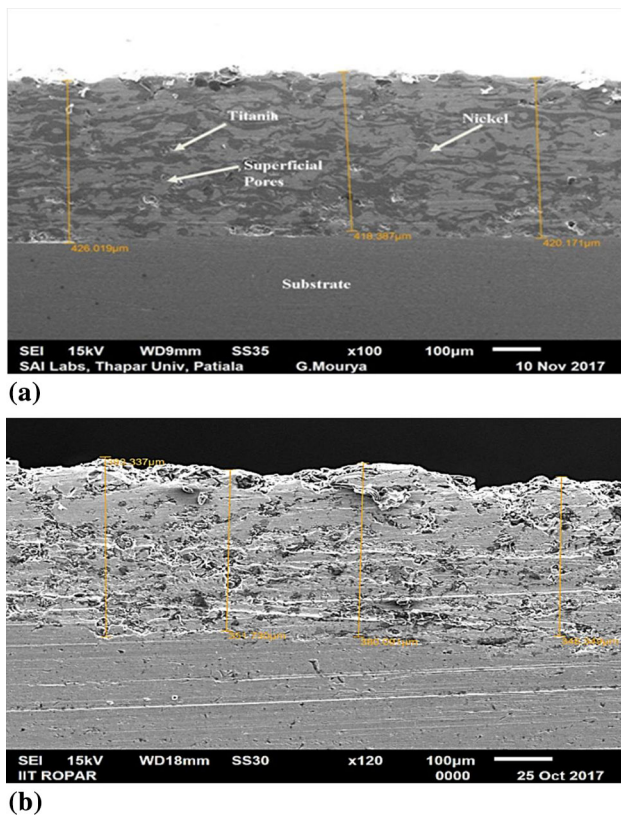 Titania
Nickel
Superficial
Pores
426.019µm
418.387µm
420.171µm
Substrate
SEI 15kV WD9mm SS35 x100 100µm
SAI Labs, Thapar Univ, Patiala G.Mourya 10 Nov 2017
(a)
SEI 15kV WD18mm SS30 x120 100µm
IIT ROPAR 0000 25 Oct 2017
(b)